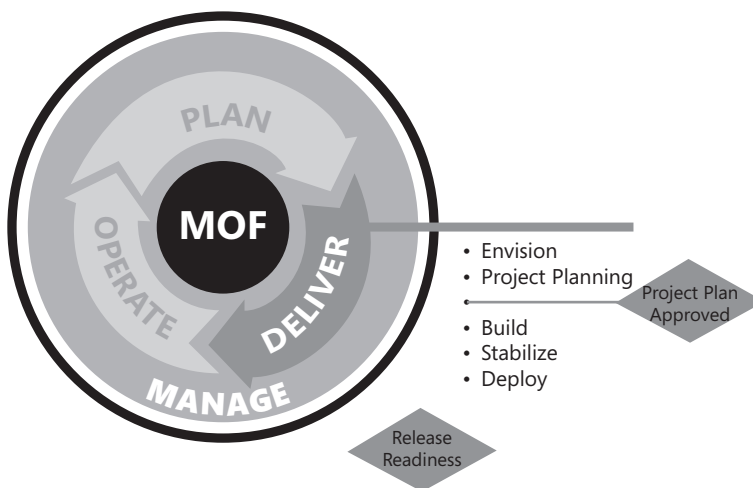 PLAN
MOF
OPERATE
DELIVER
MANAGE
• Envision
• Project Planning
Project Plan
Approved
• Build
• Stabilize
• Deploy
Release
Readiness